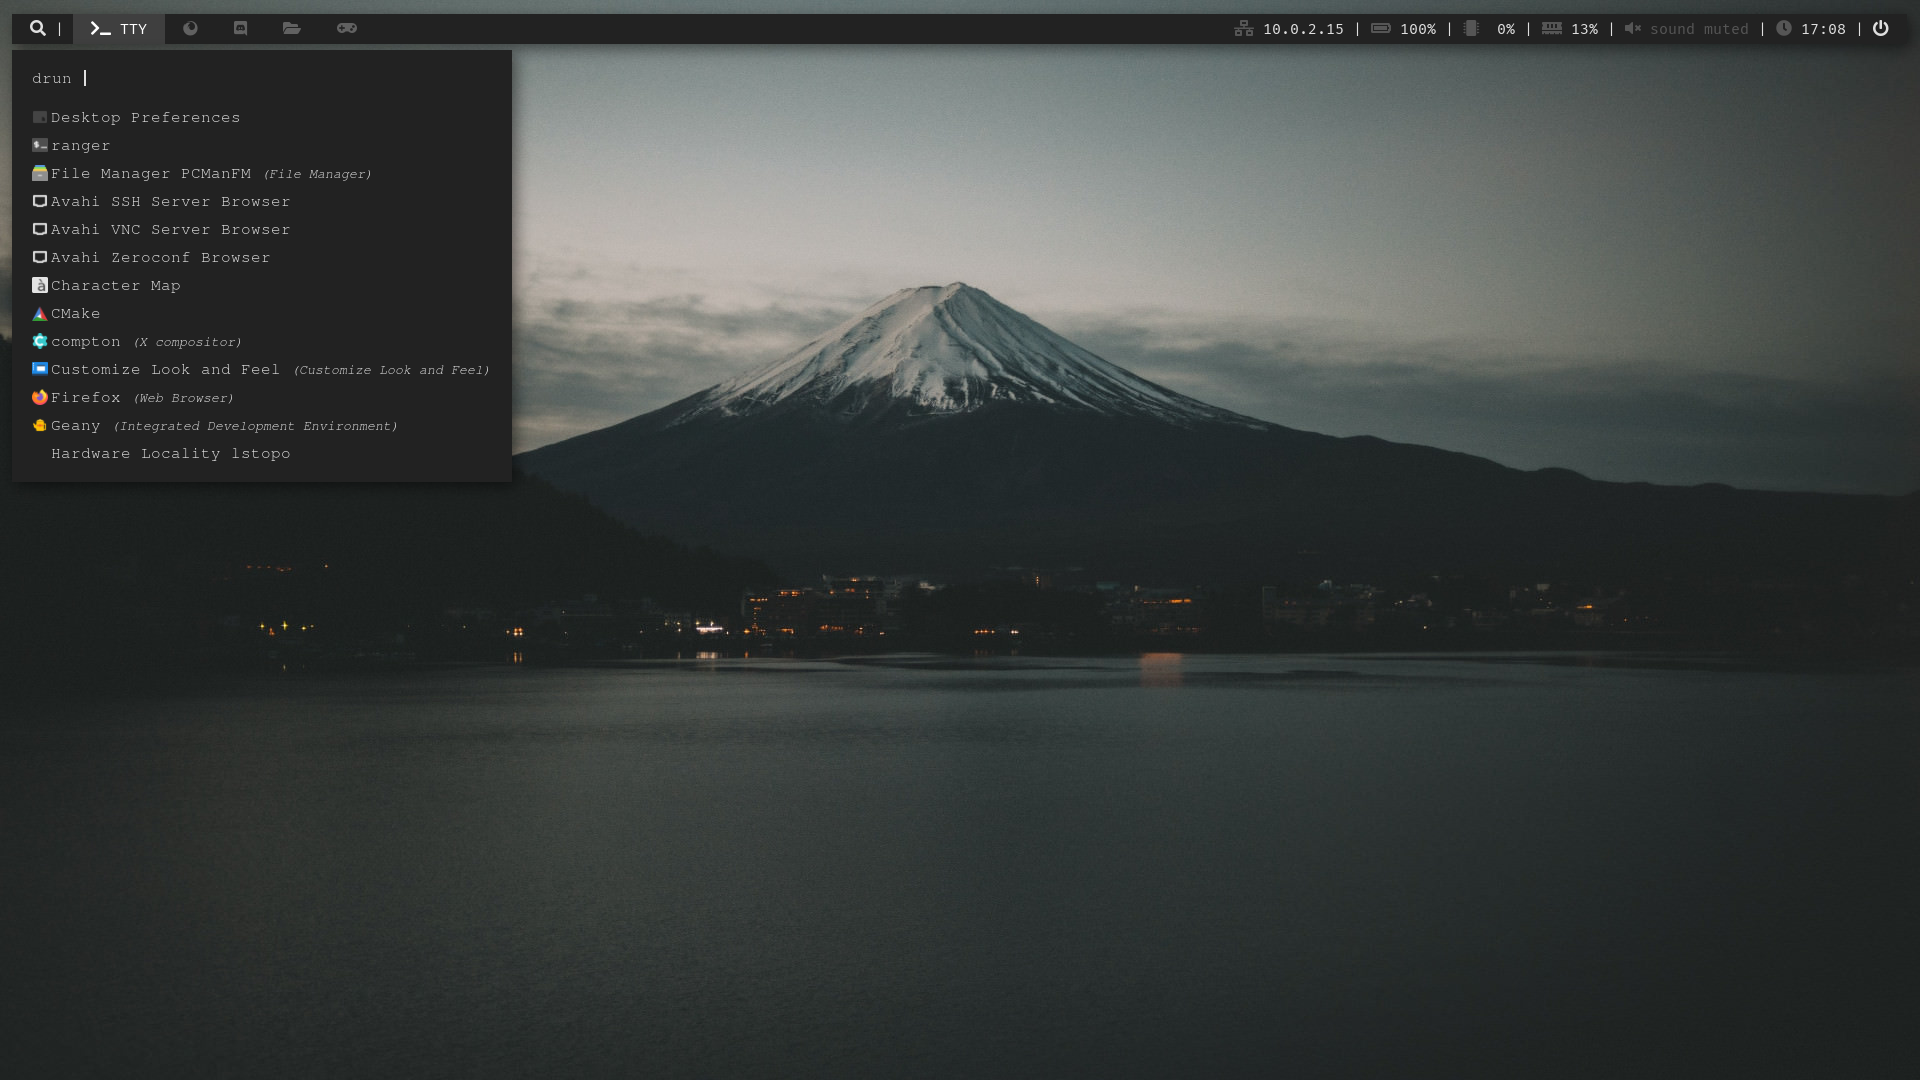 | TTY 10.0.2.15 | 100% | 0% | 13% | sound muted | 17:08 |
drun
Desktop Preferences
ranger
File Manager PCManFM (File Manager)
Avahi SSH Server Browser
Avahi VNC Server Browser
Avahi Zeroconf Browser
Character Map
CMake
compton (X compositor)
Customize Look and Feel (Customize Look and Feel)
Firefox (Web Browser)
Geany (Integrated Development Environment)
Hardware Locality lstopo